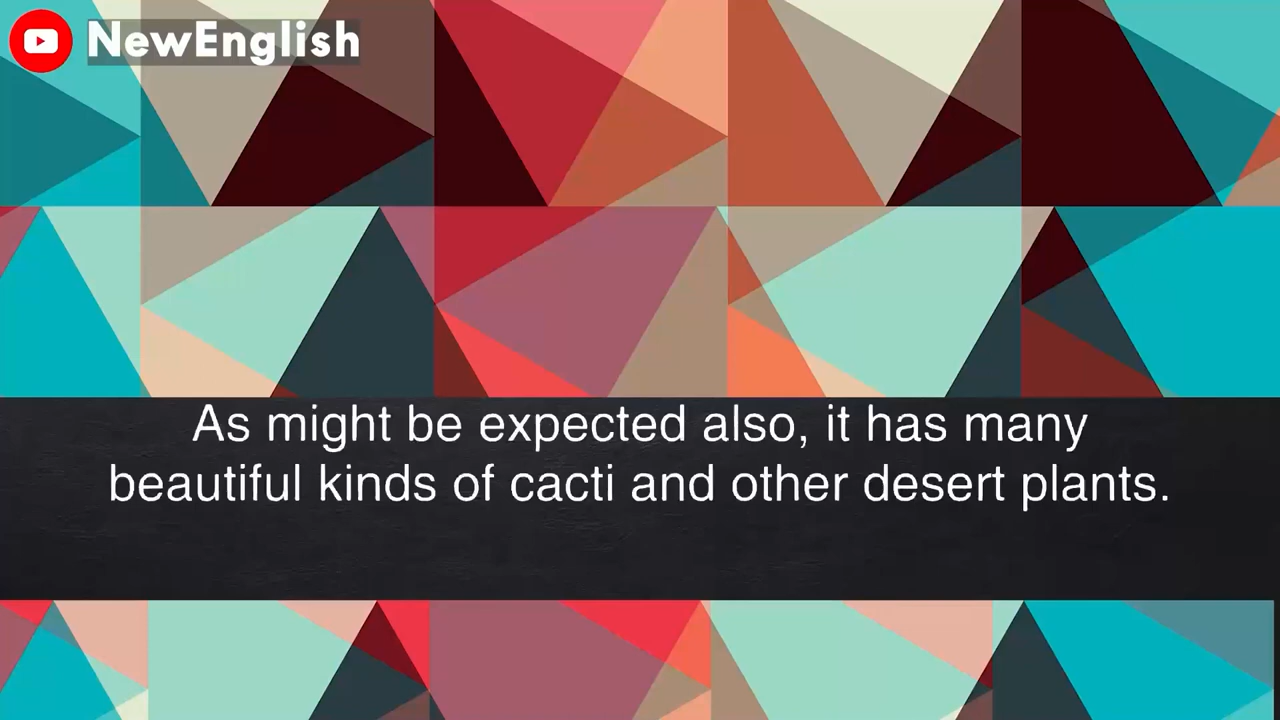 NewEnglish
As might be expected also, it has many
beautiful kinds of cacti and other desert plants.